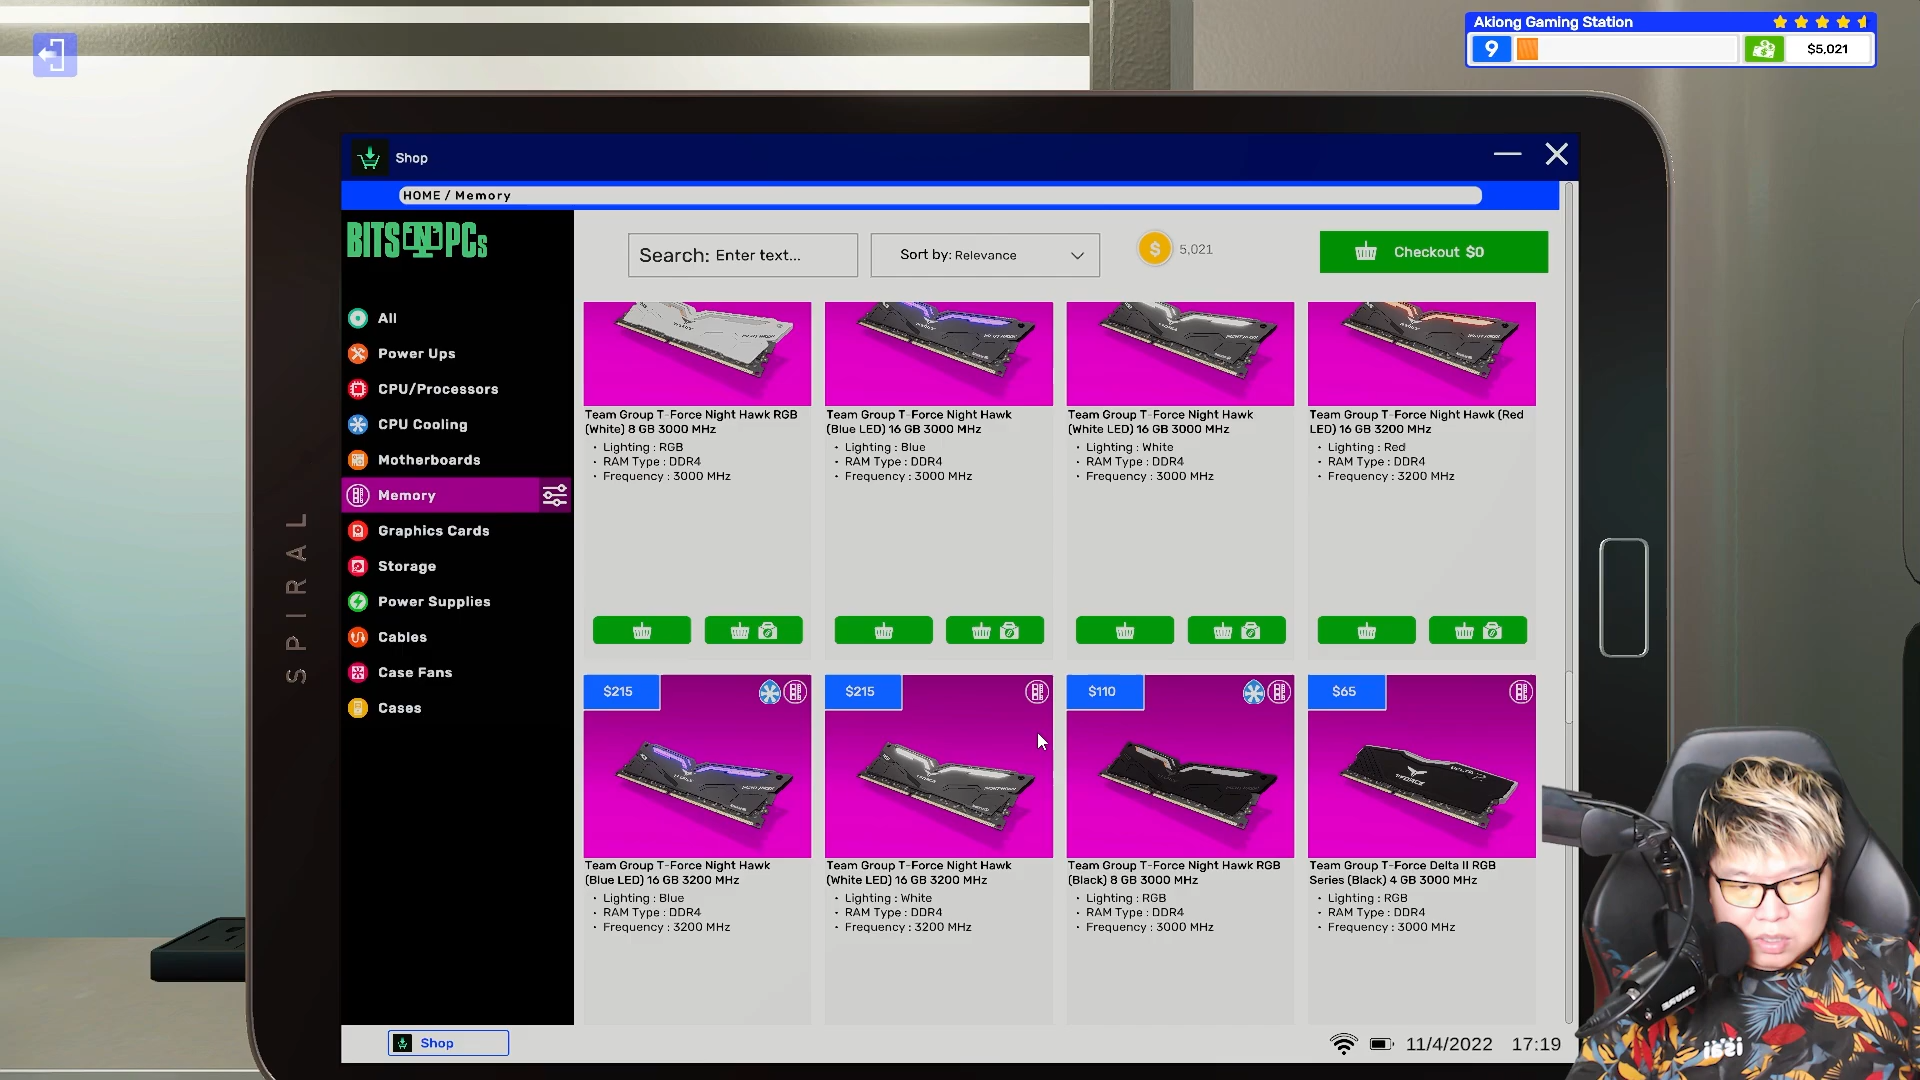 Akiong Gaming Station
9
$5,021
Shop
HOME / Memory
BITS N PCs
Search: Enter text...
Sort by: Relevance
$ 5,021
Checkout $0
All
Power Ups
CPU/Processors
CPU Cooling
Motherboards
Memory
Graphics Cards
Storage
Power Supplies
Cables
Case Fans
Cases
SPIRAL
Team Group T-Force Night Hawk RGB
(White) 8 GB 3000 MHz
• Lighting : RGB
• RAM Type : DDR4
• Frequency : 3000 MHz
Team Group T-Force Night Hawk
(Blue LED) 16 GB 3000 MHz
• Lighting : Blue
• RAM Type : DDR4
• Frequency : 3000 MHz
Team Group T-Force Night Hawk
(White LED) 16 GB 3000 MHz
• Lighting : White
• RAM Type : DDR4
• Frequency : 3000 MHz
Team Group T-Force Night Hawk (Red
LED) 16 GB 3200 MHz
• Lighting : Red
• RAM Type : DDR4
• Frequency : 3200 MHz
$215
Team Group T-Force Night Hawk
(Blue LED) 16 GB 3200 MHz
• Lighting : Blue
• RAM Type : DDR4
• Frequency : 3200 MHz
$215
Team Group T-Force Night Hawk
(White LED) 16 GB 3200 MHz
• Lighting : White
• RAM Type : DDR4
• Frequency : 3200 MHz
$110
Team Group T-Force Night Hawk RGB
(Black) 8 GB 3000 MHz
• Lighting : RGB
• RAM Type : DDR4
• Frequency : 3000 MHz
$65
Team Group T-Force Delta II RGB
Series (Black) 4 GB 3000 MHz
• Lighting : RGB
• RAM Type : DDR4
• Frequency : 3000 MHz
Shop
11/4/2022 17:19